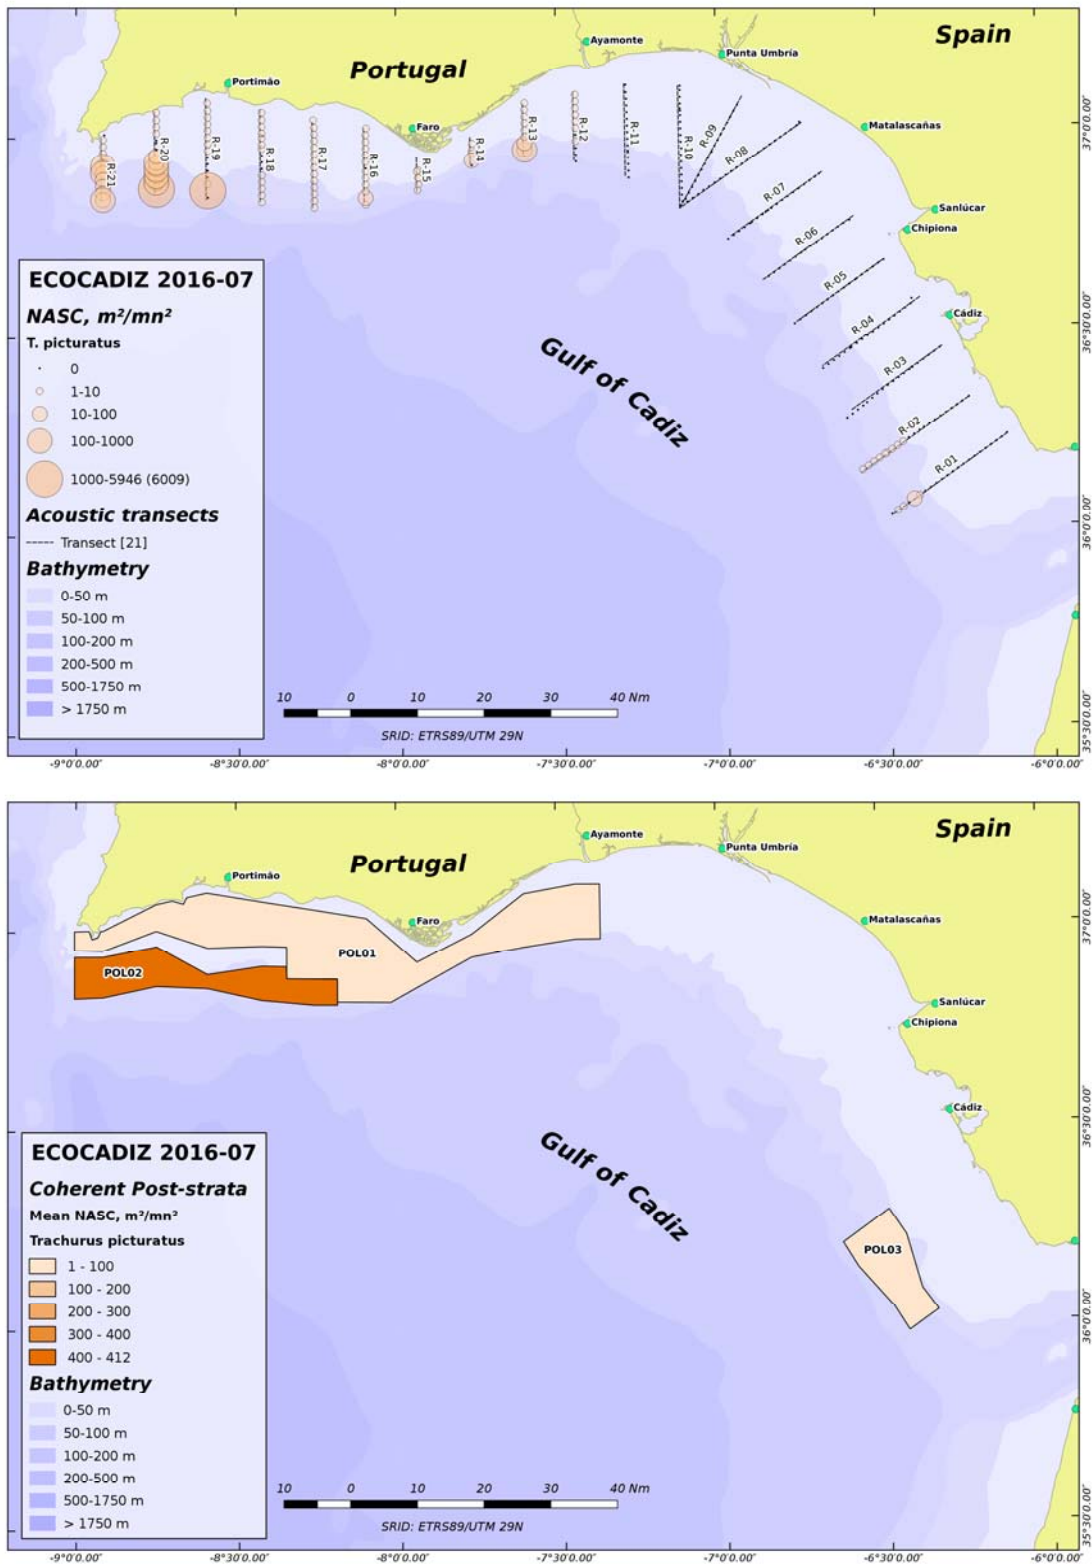 Spain
Portugal
Ayamonte
Punta Umbría
Portimão
Faro
Matalascañas
Sanlúcar
Chipiona
Cádiz
R-21
R-20
R-19
R-18
R-17
R-16
R-15
R-14
R-13
R-12
R-11
R-10
R-09
R-08
R-07
R-06
R-05
R-04
R-03
R-02
R-01
Gulf of Cadiz
ECOCADIZ 2016-07
NASC, m²/mn²
T. picturatus
0
1-10
10-100
100-1000
1000-5946 (6009)
Acoustic transects
Transect [21]
Bathymetry
0-50 m
50-100 m
100-200 m
200-500 m
500-1750 m
> 1750 m
10 0 10 20 30 40 Nm
SRID: ETRS89/UTM 29N
37°0'0.00"
36°30'0.00"
36°0'0.00"
35°30'0.00"
-9°0'0.00" -8°30'0.00" -8°0'0.00" -7°30'0.00" -7°0'0.00" -6°30'0.00" -6°0'0.00"
Spain
Portugal
Ayamonte
Punta Umbría
Portimão
Faro
Matalascañas
Sanlúcar
Chipiona
Cádiz
POL01
POL02
POL03
Gulf of Cadiz
ECOCADIZ 2016-07
Coherent Post-strata
Mean NASC, m²/mn²
Trachurus picturatus
1 - 100
100 - 200
200 - 300
300 - 400
400 - 412
Bathymetry
0-50 m
50-100 m
100-200 m
200-500 m
500-1750 m
> 1750 m
10 0 10 20 30 40 Nm
SRID: ETRS89/UTM 29N
37°0'0.00"
36°30'0.00"
36°0'0.00"
35°30'0.00"
-9°0'0.00" -8°30'0.00" -8°0'0.00" -7°30'0.00" -7°0'0.00" -6°30'0.00" -6°0'0.00"